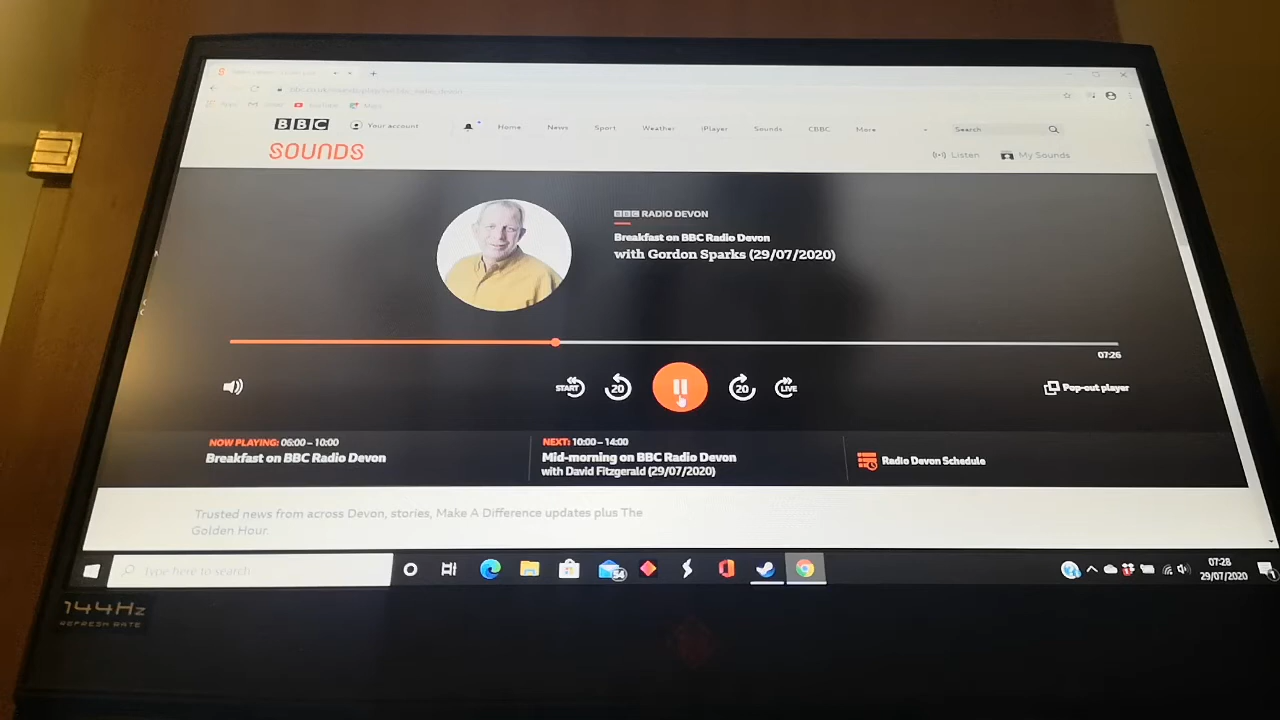 BBC
Your account
Home
News
Sport
Weather
iPlayer
Sounds
CBBC
More
Search
SOUNDS
Listen
My Sounds
BBC RADIO DEVON
Breakfast on BBC Radio Devon
with Gordon Sparks (29/07/2020)
07:26
START
20
20
LIVE
Pop-out player
NOW PLAYING: 06:00 – 10:00
Breakfast on BBC Radio Devon
NEXT: 10:00 – 14:00
Mid-morning on BBC Radio Devon
with David Fitzgerald (29/07/2020)
Radio Devon Schedule
Trusted news from across Devon, stories, Make A Difference updates plus The
Golden Hour.
Type here to search
54
07:28
29/07/2020
144Hz
REFRESH RATE